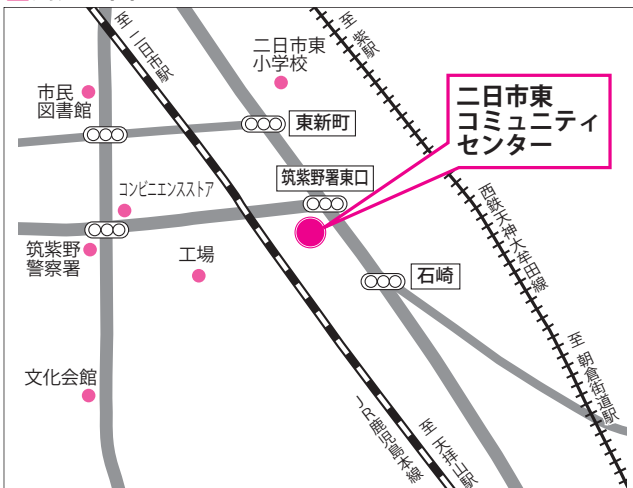 至
二日市駅
二日市東
小学校
至
紫駅
市民
図書館
東新町
二日市東
コミュニティ
センター
コンビニエンスストア
筑紫野署東口
西鉄天神大牟田線
筑紫野
警察署
工場
石崎
至
朝倉街道駅
文化会館
JR鹿児島本線
至
天拝山駅